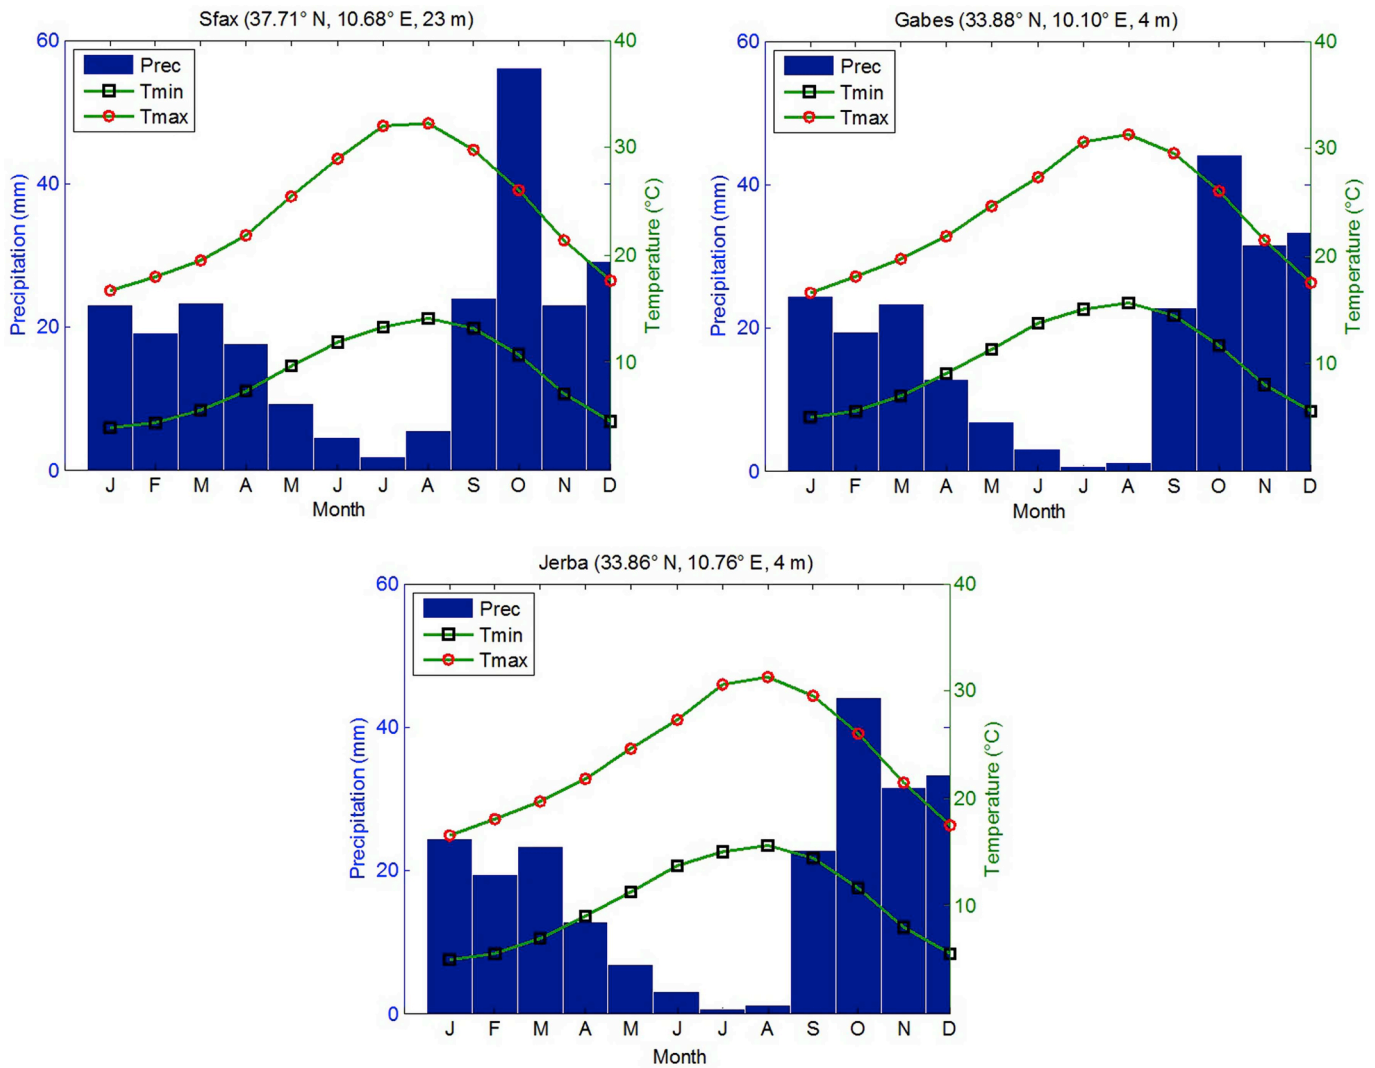 Sfax (37.71° N, 10.68° E, 23 m)
60
40
20
0
Precipitation (mm)
Prec
Tmin
Tmax
40
30
20
10
Temperature (°C)
J F M A M J J A S O N D
Month
Gabes (33.88° N, 10.10° E, 4 m)
60
40
20
0
Precipitation (mm)
Prec
Tmin
Tmax
40
30
20
10
Temperature (°C)
J F M A M J J A S O N D
Month
Jerba (33.86° N, 10.76° E, 4 m)
60
40
20
0
Precipitation (mm)
Prec
Tmin
Tmax
40
30
20
10
Temperature (°C)
J F M A M J J A S O N D
Month